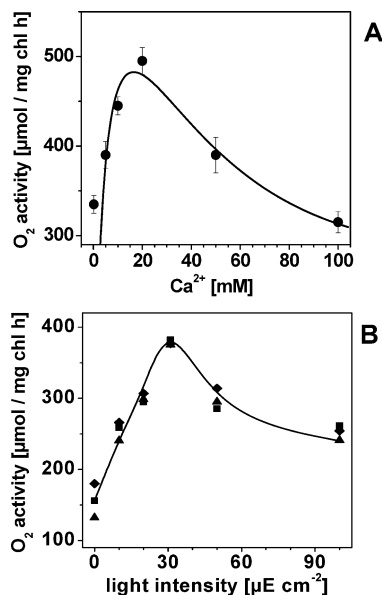 A
500
400
300
O₂ activity [µmol / mg chl h]
0 20 40 60 80 100
Ca²⁺ [mM]
B
400
300
200
100
O₂ activity [µmol / mg chl h]
0 30 60 90
light intensity [µE cm⁻²]